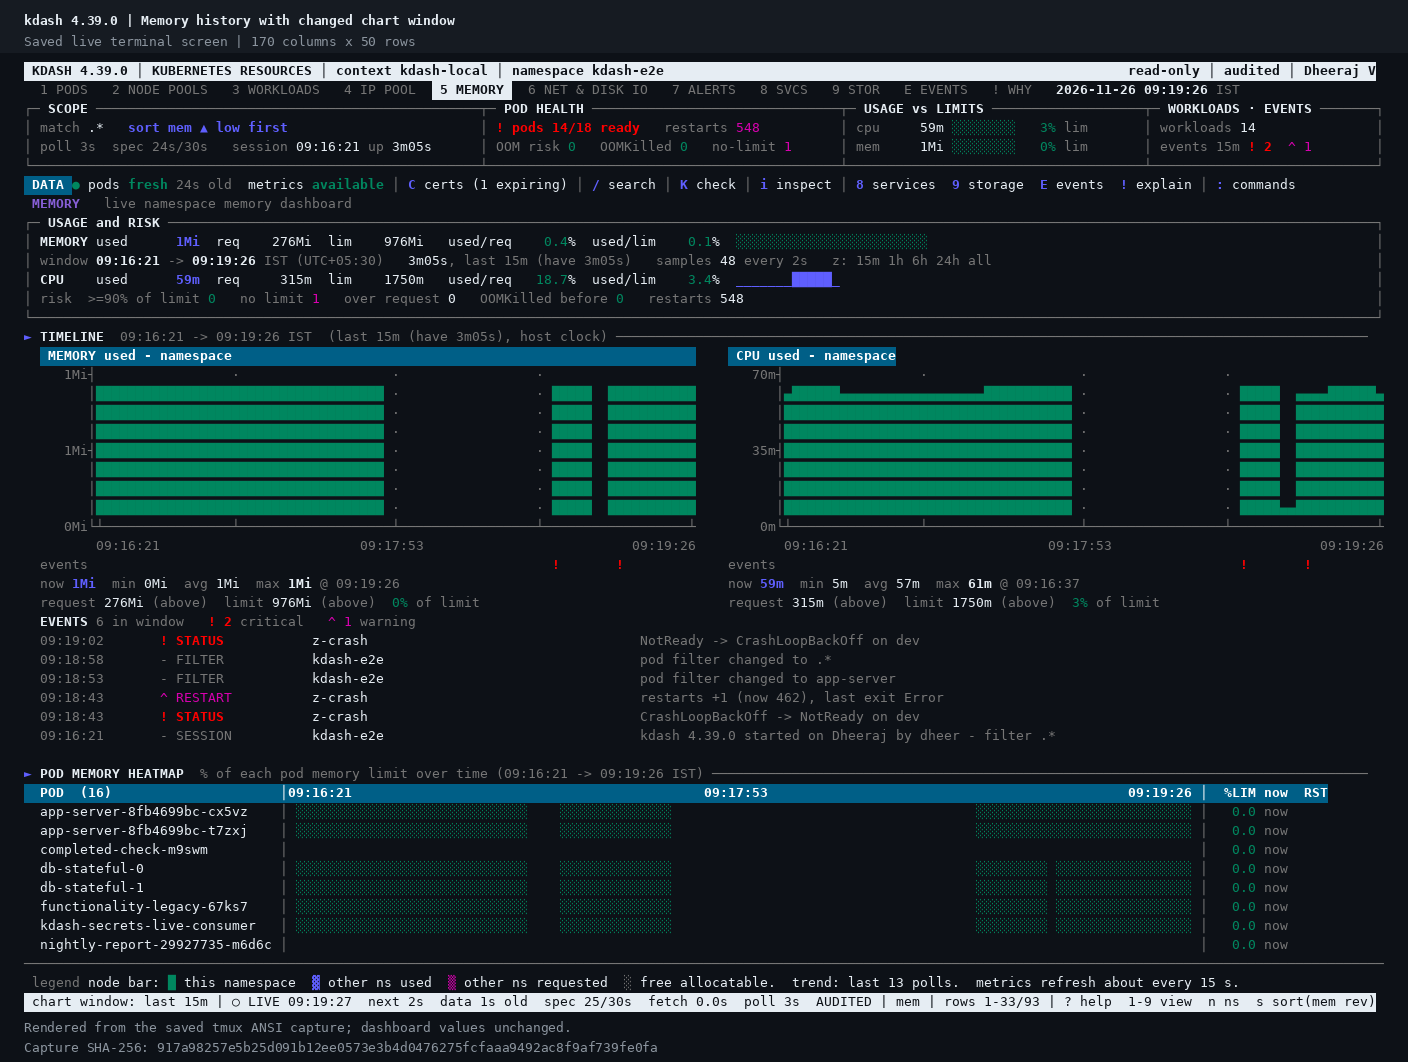 kdash 4.39.0 | Memory history with changed chart window
Saved live terminal screen | 170 columns x 50 rows
KDASH 4.39.0 │ KUBERNETES RESOURCES │ context kdash-local │ namespace kdash-e2e read-only │ audited │ Dheeraj V
1 PODS 2 NODE POOLS 3 WORKLOADS 4 IP POOL 5 MEMORY 6 NET & DISK IO 7 ALERTS 8 SVCS 9 STOR E EVENTS ! WHY 2026-11-26 09:19:26 IST
SCOPE POD HEALTH USAGE vs LIMITS WORKLOADS · EVENTS
match .* sort mem ▲ low first ! pods 14/18 ready restarts 548 cpu 59m 3% lim workloads 14
poll 3s spec 24s/30s session 09:16:21 up 3m05s OOM risk 0 OOMKilled 0 no-limit 1 mem 1Mi 0% lim events 15m ! 2 ^ 1
DATA ● pods fresh 24s old metrics available │ C certs (1 expiring) │ / search │ K check │ i inspect │ 8 services 9 storage E events ! explain │ : commands
MEMORY live namespace memory dashboard
USAGE and RISK
MEMORY used 1Mi req 276Mi lim 976Mi used/req 0.4% used/lim 0.1%
window 09:16:21 -> 09:19:26 IST (UTC+05:30) 3m05s, last 15m (have 3m05s) samples 48 every 2s z: 15m 1h 6h 24h all
CPU used 59m req 315m lim 1750m used/req 18.7% used/lim 3.4%
risk >=90% of limit 0 no limit 1 over request 0 OOMKilled before 0 restarts 548
► TIMELINE 09:16:21 -> 09:19:26 IST (last 15m (have 3m05s), host clock)
MEMORY used - namespace CPU used - namespace
1Mi 70m
1Mi 35m
0Mi 0m
09:16:21 09:17:53 09:19:26 09:16:21 09:17:53 09:19:26
events ! ! events ! !
now 1Mi min 0Mi avg 1Mi max 1Mi @ 09:19:26 now 59m min 5m avg 57m max 61m @ 09:16:37
request 276Mi (above) limit 976Mi (above) 0% of limit request 315m (above) limit 1750m (above) 3% of limit
EVENTS 6 in window ! 2 critical ^ 1 warning
09:19:02 ! STATUS z-crash NotReady -> CrashLoopBackOff on dev
09:18:58 - FILTER kdash-e2e pod filter changed to .*
09:18:53 - FILTER kdash-e2e pod filter changed to app-server
09:18:43 ^ RESTART z-crash restarts +1 (now 462), last exit Error
09:18:43 ! STATUS z-crash CrashLoopBackOff -> NotReady on dev
09:16:21 - SESSION kdash-e2e kdash 4.39.0 started on Dheeraj by dheer - filter .*
► POD MEMORY HEATMAP % of each pod memory limit over time (09:16:21 -> 09:19:26 IST)
POD (16) │09:16:21 09:17:53 09:19:26 │ %LIM now RST
app-server-8fb4699bc-cx5vz 0.0 now
app-server-8fb4699bc-t7zxj 0.0 now
completed-check-m9swm 0.0 now
db-stateful-0 0.0 now
db-stateful-1 0.0 now
functionality-legacy-67ks7 0.0 now
kdash-secrets-live-consumer 0.0 now
nightly-report-29927735-m6d6c 0.0 now
legend node bar: █ this namespace ▓ other ns used ▒ other ns requested ░ free allocatable. trend: last 13 polls. metrics refresh about every 15 s.
chart window: last 15m | ○ LIVE 09:19:27 next 2s data 1s old spec 25/30s fetch 0.0s poll 3s AUDITED | mem | rows 1-33/93 | ? help 1-9 view n ns s sort(mem rev)
Rendered from the saved tmux ANSI capture; dashboard values unchanged.
Capture SHA-256: 917a98257e5b25d091b12ee0573e3b4d0476275fcfaaa9492ac8f9af739fe0fa